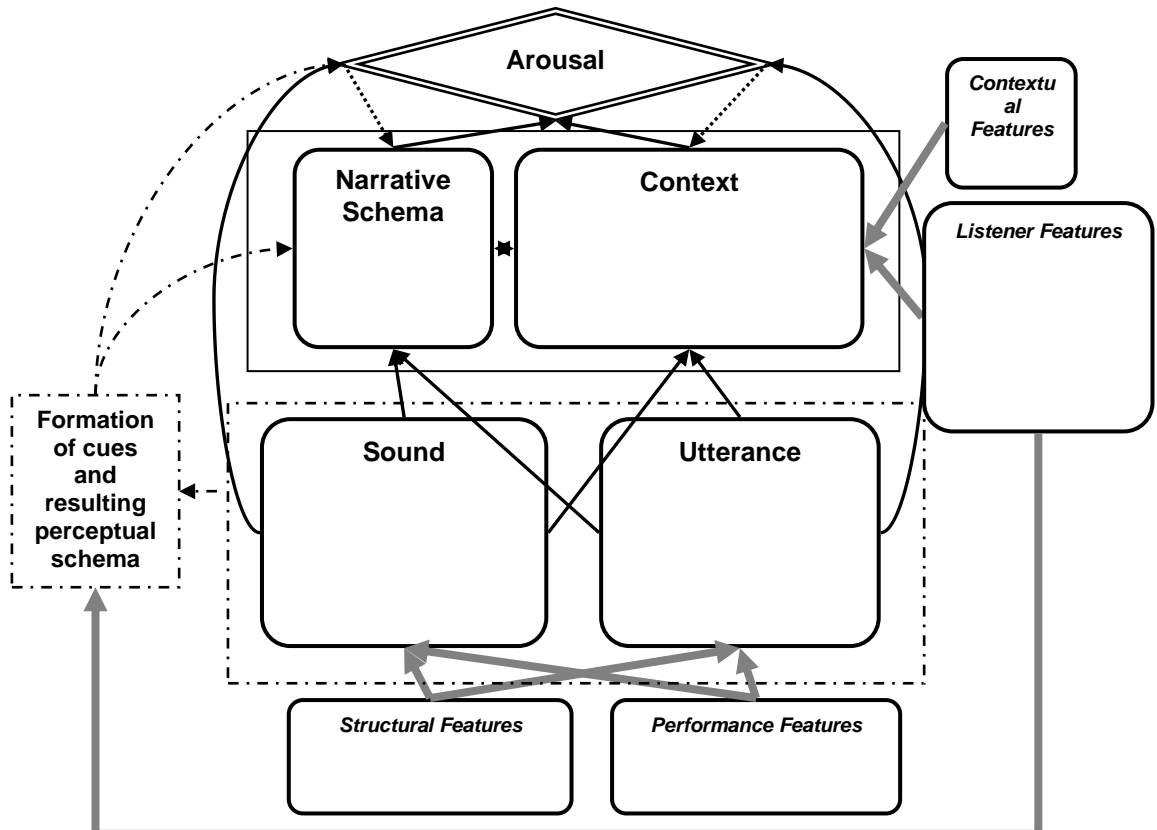 Arousal
Contextu
al
Features
Narrative
Schema
Context
Listener Features
Formation
of cues
and
resulting
perceptual
schema
Sound
Utterance
Structural Features
Performance Features